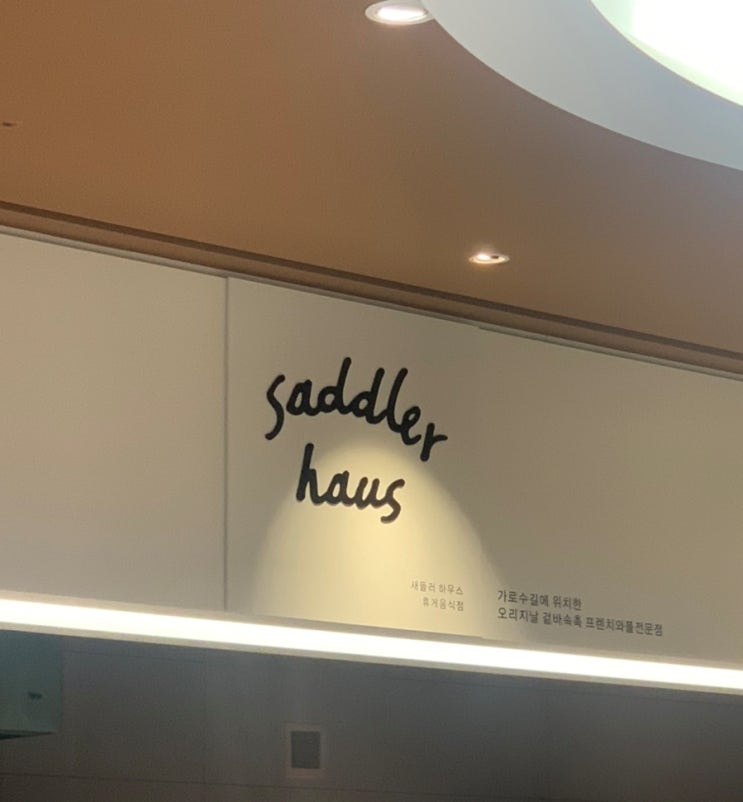 saddler
haus
새들러 하우스
휴게음식점
가로수길에 위치한
오리지날 겉바속촉 프렌치와플전문점